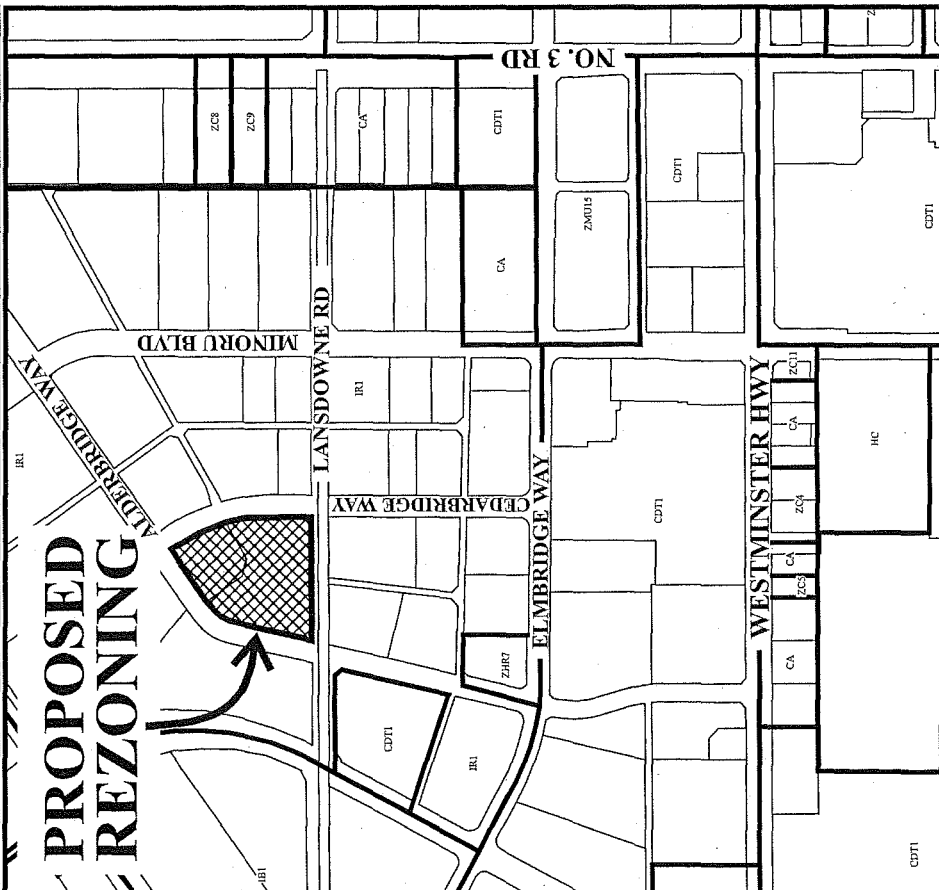 PROPOSED
REZONING
NO. 3 RD
ZC8
ZC9
CA
CDT1
ZMU15
CDT1
CDT1
CA
MINORU BLVD
LANSDOWNE RD
ALDERBRIDGE WAY
IR1
IR1
CEDARBRIDGE WAY
ELMBRIDGE WAY
CDT1
WESTMINSTER HWY
ZC11
CA
ZC4
CA
ZC5
CA
HC
ZHR7
CDT1
IR1
IB1
CDT1